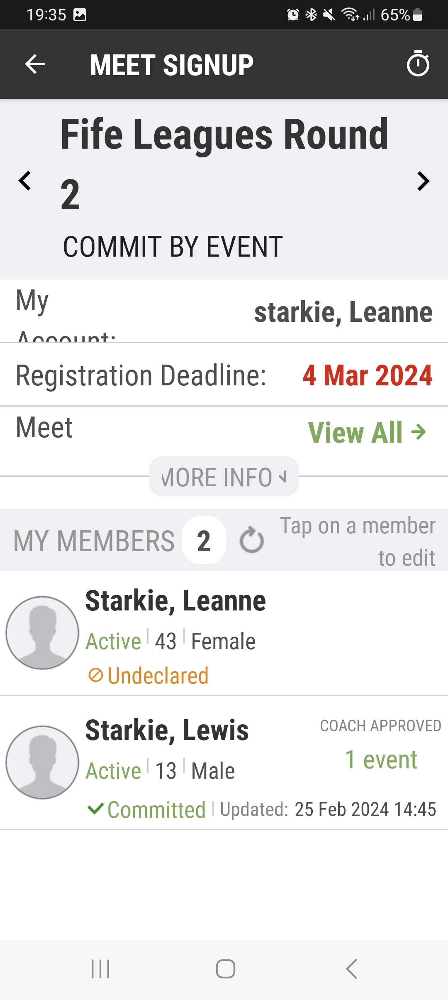 19:35
65%
MEET SIGNUP
Fife Leagues Round
2
COMMIT BY EVENT
My
Account:
starkie, Leanne
Registration Deadline: 4 Mar 2024
Meet
View All
MORE INFO
MY MEMBERS 2
Tap on a member
to edit
Starkie, Leanne
Active 43 Female
Undeclared
Starkie, Lewis
COACH APPROVED
Active 13 Male
1 event
Committed Updated: 25 Feb 2024 14:45